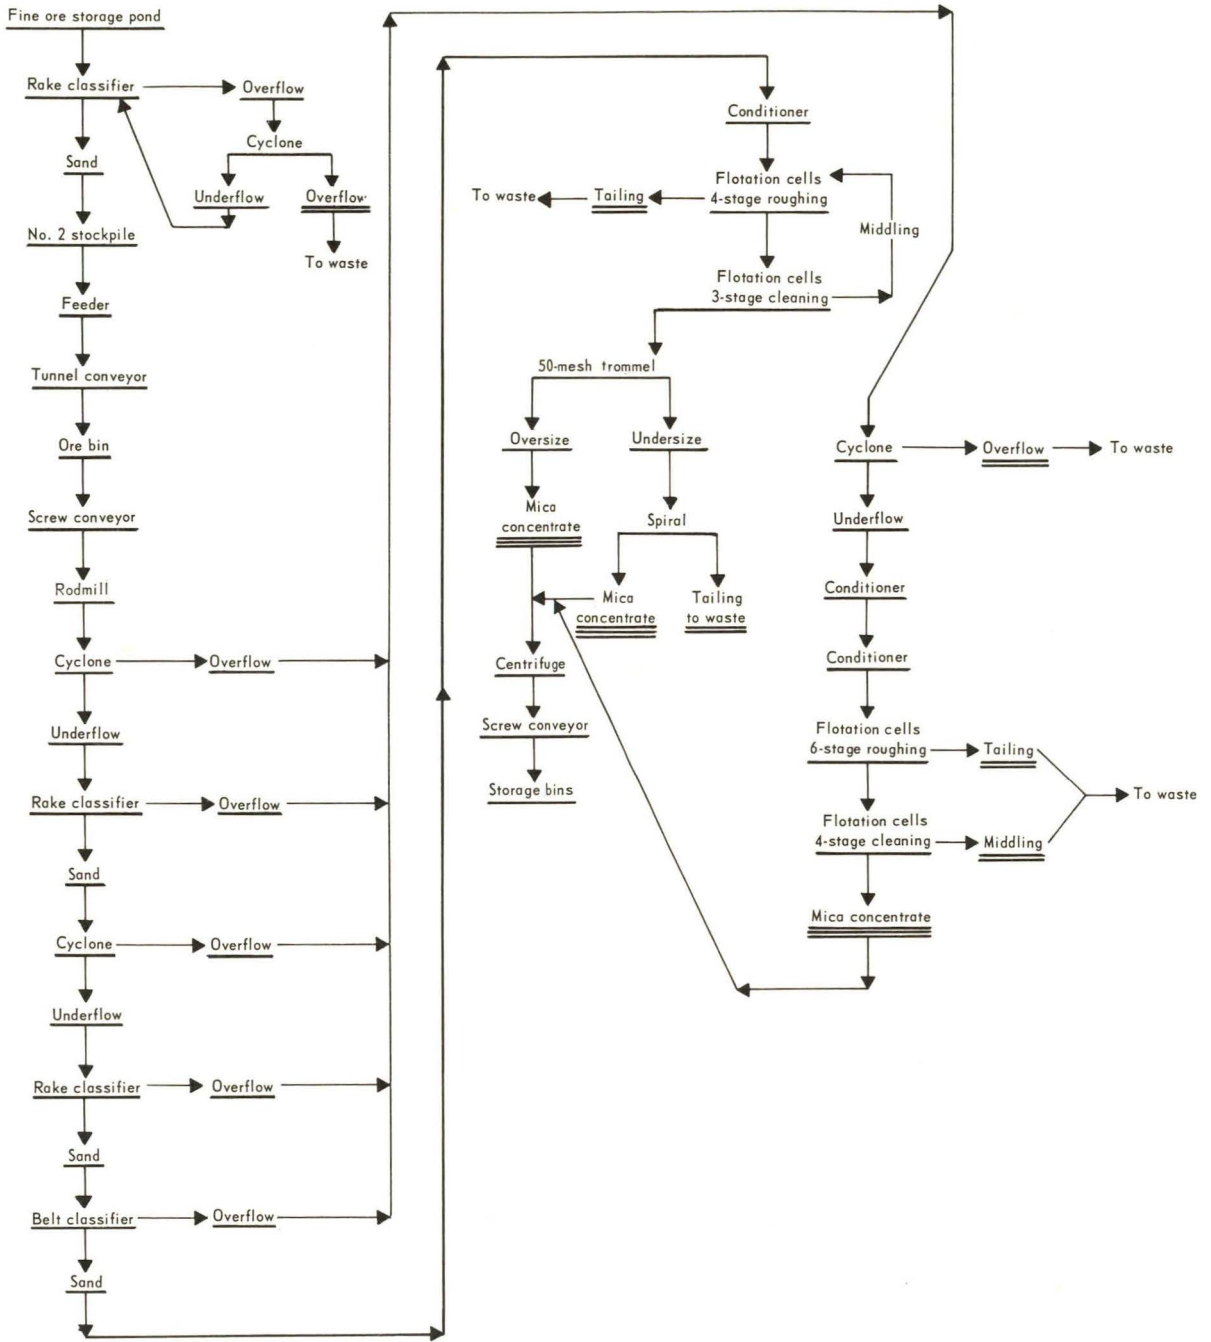 Fine ore storage pond
Rake classifier
Overflow
Cyclone
Sand
Underflow
Overflow
No. 2 stockpile
To waste
Feeder
Tunnel conveyor
Ore bin
Screw conveyor
Rodmill
Cyclone
Overflow
Underflow
Rake classifier
Overflow
Sand
Cyclone
Overflow
Underflow
Rake classifier
Overflow
Sand
Belt classifier
Overflow
Sand
Conditioner
Flotation cells
4-stage roughing
Tailing
To waste
Middling
Flotation cells
3-stage cleaning
50-mesh trommel
Oversize
Undersize
Mica
concentrate
Spiral
Mica
concentrate
Tailing
to waste
Centrifuge
Screw conveyor
Storage bins
Cyclone
Overflow
To waste
Underflow
Conditioner
Conditioner
Flotation cells
6-stage roughing
Tailing
To waste
Flotation cells
4-stage cleaning
Middling
Mica concentrate